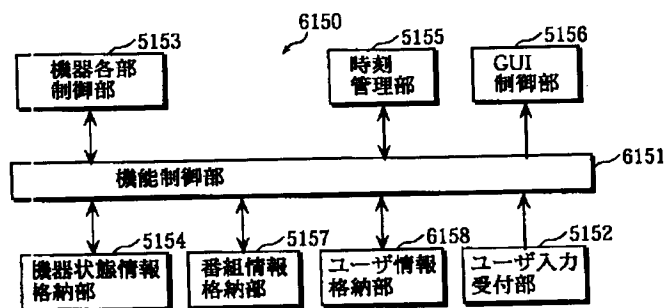 6150
5153
機器各部
制御部
5155
時刻
管理部
5156
GUI
制御部
6151
機能制御部
5154
機器状態情報
格納部
5157
番組情報
格納部
6158
ユーザ情報
格納部
5152
ユーザ入力
受付部